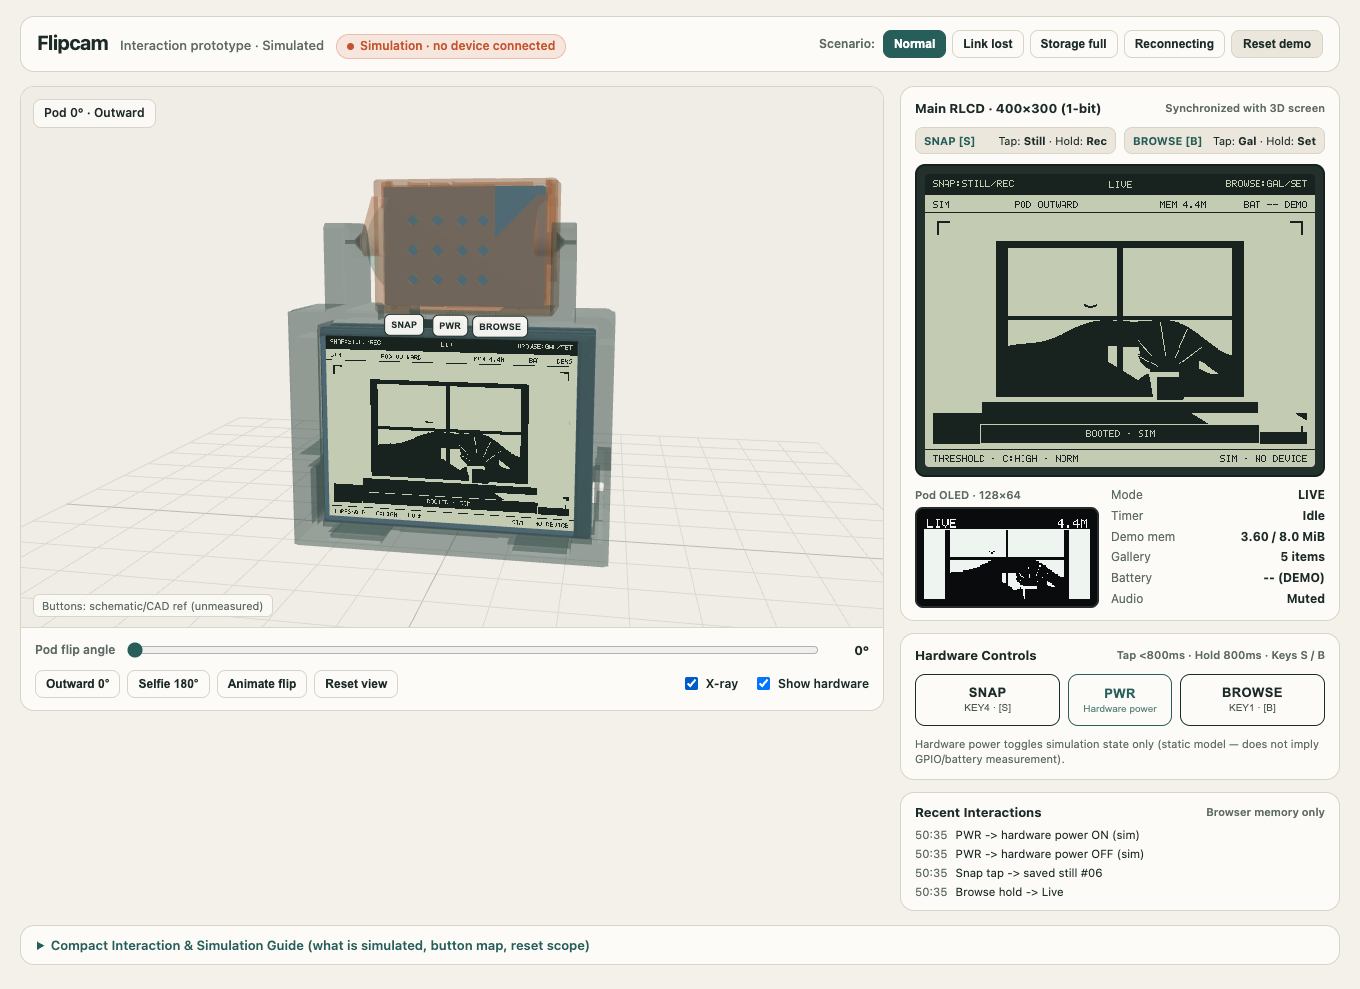 Flipcam Interaction prototype · Simulated Simulation · no device connected Scenario: Normal Link lost Storage full Reconnecting Reset demo
Pod 0° · Outward
SNAP PWR BROWSE
Buttons: schematic/CAD ref (unmeasured)
Pod flip angle 0°
Outward 0° Selfie 180° Animate flip Reset view X-ray Show hardware
Main RLCD · 400×300 (1-bit) Synchronized with 3D screen
SNAP [S] Tap: Still · Hold: Rec BROWSE [B] Tap: Gal · Hold: Set
SNAP:STILL/REC LIVE BROWSE:GAL/SET
SIM POD OUTWARD MEM 4.4M BAT -- DEMO
BOOTED · SIM
THRESHOLD · C:HIGH · NORM SIM · NO DEVICE
Pod OLED · 128×64
LIVE 4.4M
Mode LIVE
Timer Idle
Demo mem 3.60 / 8.0 MiB
Gallery 5 items
Battery -- (DEMO)
Audio Muted
Hardware Controls Tap <800ms · Hold 800ms · Keys S / B
SNAP PWR BROWSE
KEY4 · [S] Hardware power KEY1 · [B]
Hardware power toggles simulation state only (static model — does not imply
GPIO/battery measurement).
Recent Interactions Browser memory only
50:35 PWR -> hardware power ON (sim)
50:35 PWR -> hardware power OFF (sim)
50:35 Snap tap -> saved still #06
50:35 Browse hold -> Live
Compact Interaction & Simulation Guide (what is simulated, button map, reset scope)